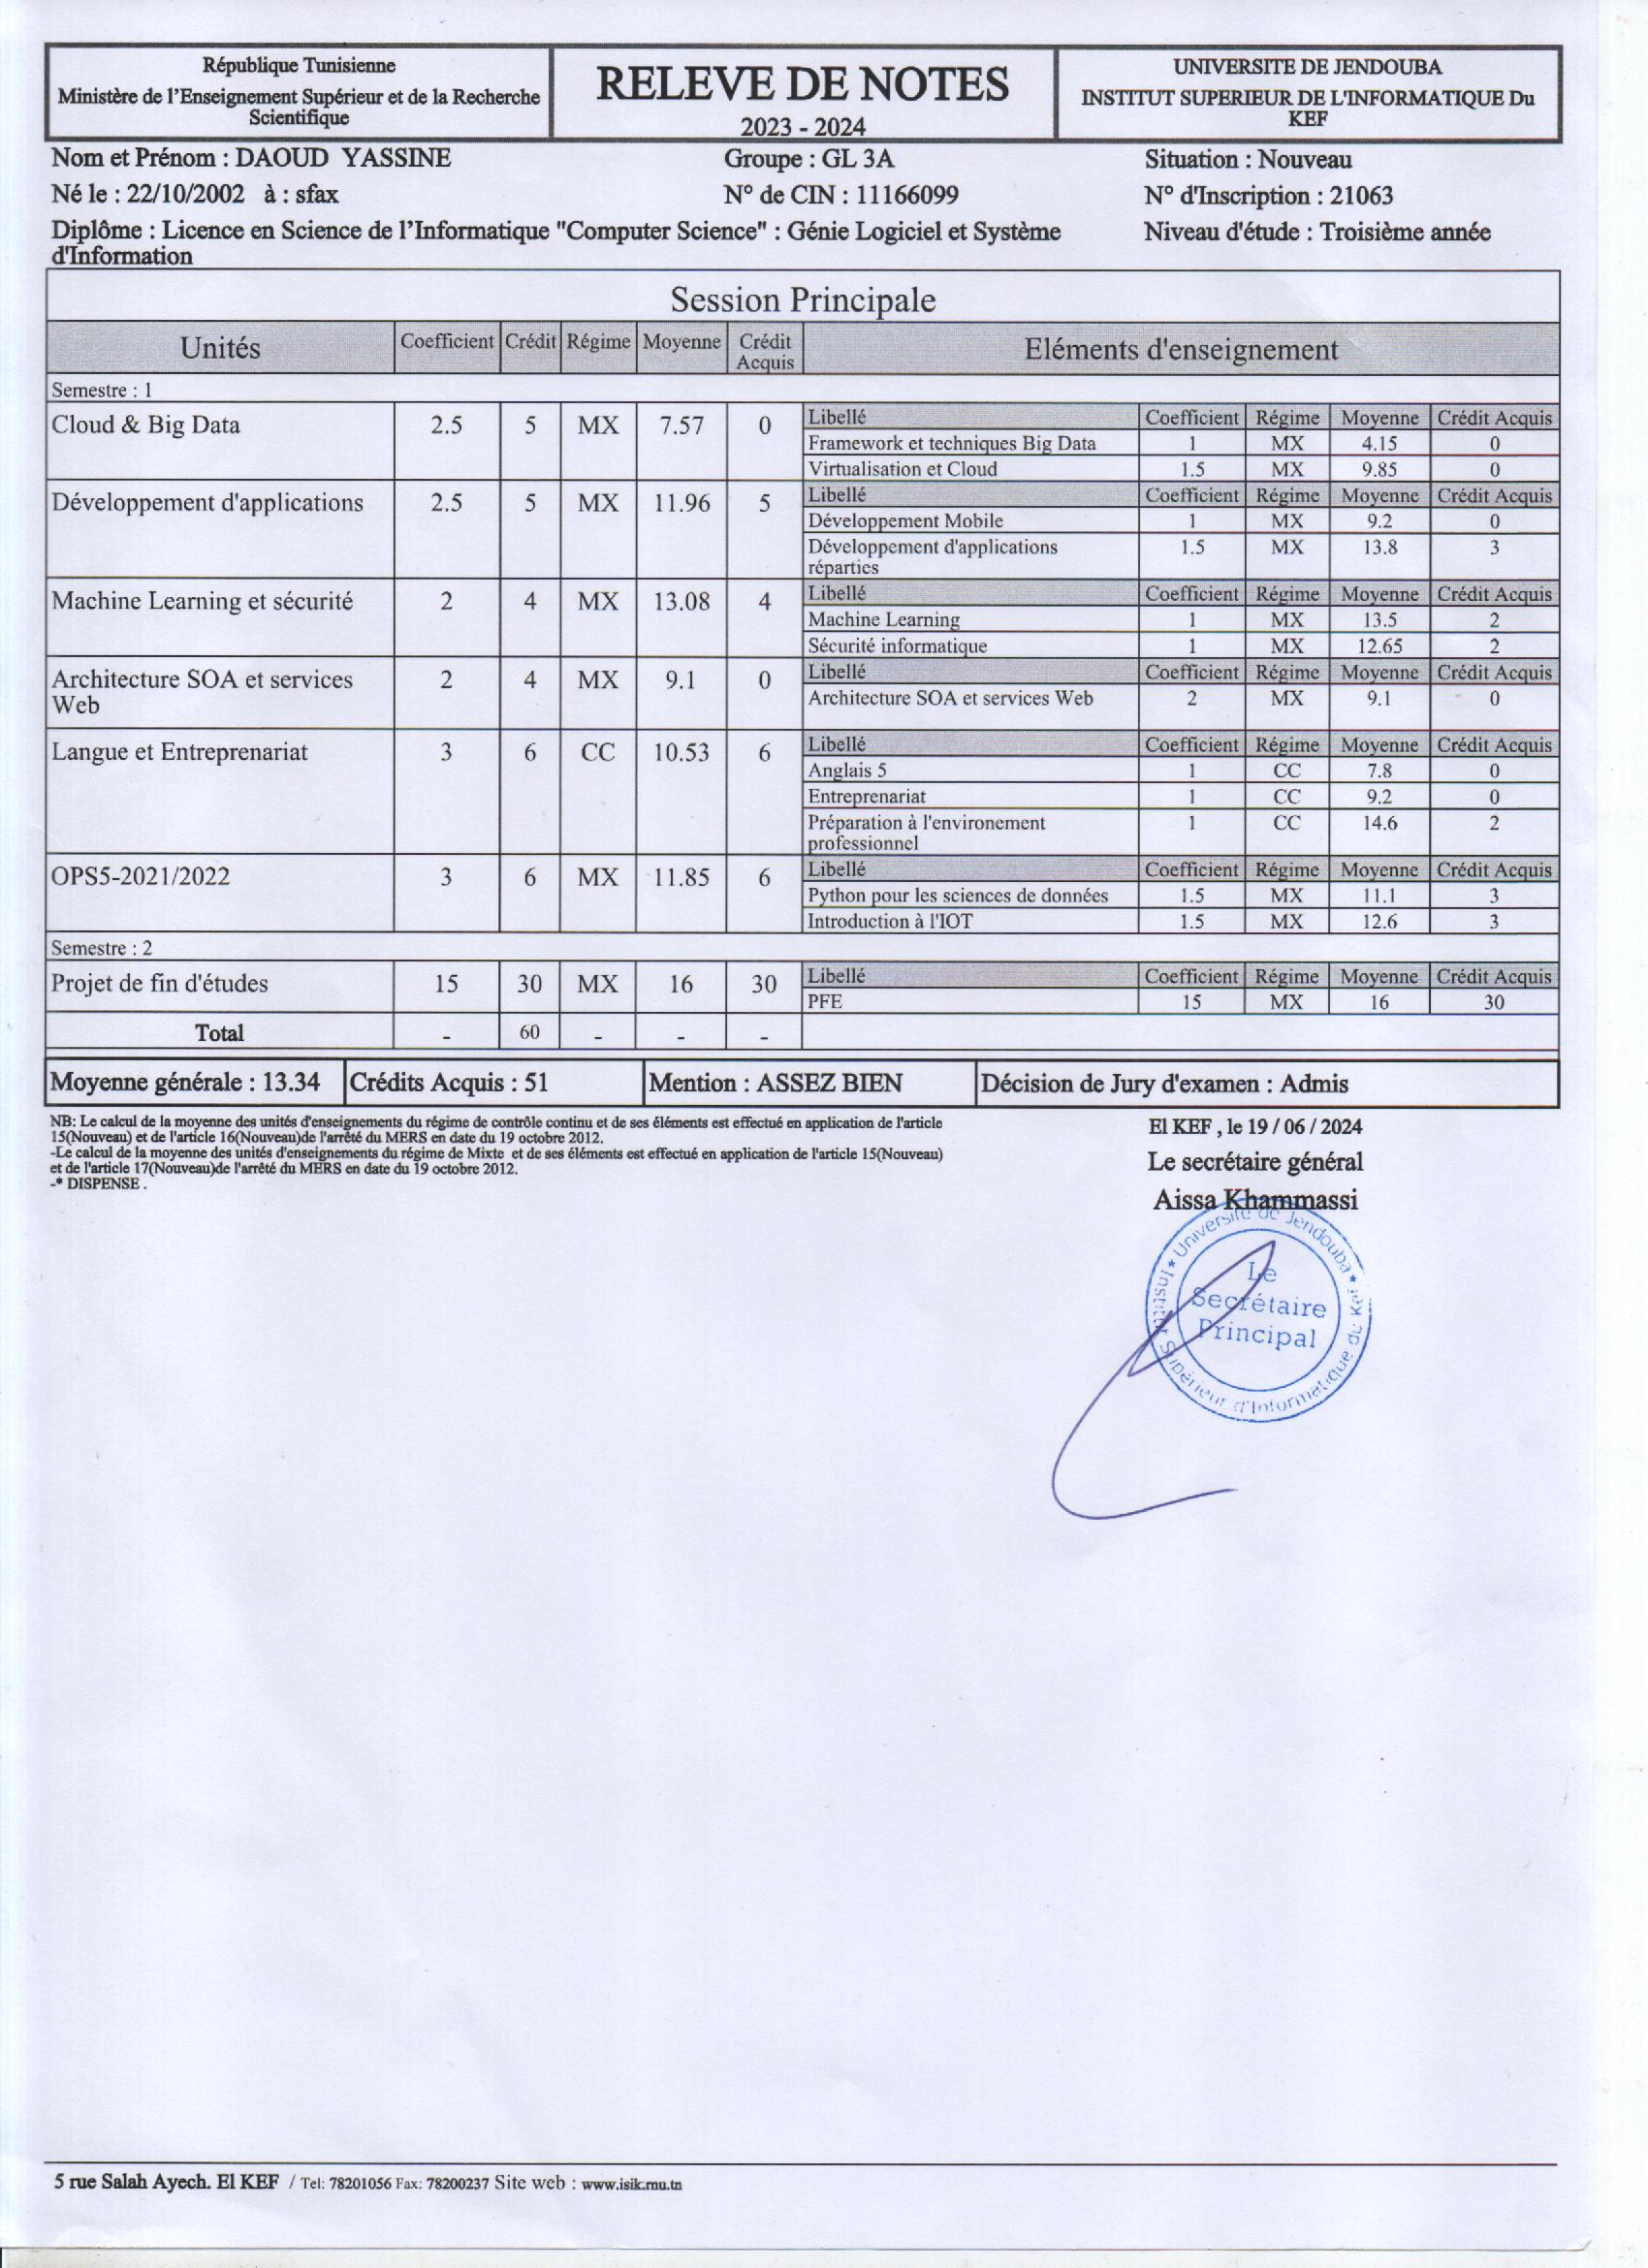 République Tunisienne
Ministère de l'Enseignement Supérieur et de la Recherche
Scientifique
RELEVE DE NOTES
2023 - 2024
UNIVERSITE DE JENDOUBA
INSTITUT SUPERIEUR DE L'INFORMATIQUE Du
KEF
Nom et Prénom : DAOUD YASSINE Groupe : GL 3A Situation : Nouveau
Né le : 22/10/2002 à : sfax N° de CIN : 11166099 N° d'Inscription : 21063
Diplôme : Licence en Science de l'Informatique "Computer Science" : Génie Logiciel et Système Niveau d'étude : Troisième année
d'Information
Session Principale
Unités Coefficient Crédit Régime Moyenne Crédit Acquis Eléments d'enseignement
Semestre : 1
Cloud & Big Data 2.5 5 MX 7.57 0 Libellé Coefficient Régime Moyenne Crédit Acquis
Framework et techniques Big Data 1 MX 4.15 0
Virtualisation et Cloud 1.5 MX 9.85 0
Développement d'applications 2.5 5 MX 11.96 5 Libellé Coefficient Régime Moyenne Crédit Acquis
Développement Mobile 1 MX 9.2 0
Développement d'applications 1.5 MX 13.8 3
réparties
Machine Learning et sécurité 2 4 MX 13.08 4 Libellé Coefficient Régime Moyenne Crédit Acquis
Machine Learning 1 MX 13.5 2
Sécurité informatique 1 MX 12.65 2
Architecture SOA et services 2 4 MX 9.1 0 Libellé Coefficient Régime Moyenne Crédit Acquis
Web Architecture SOA et services Web 2 MX 9.1 0
Langue et Entreprenariat 3 6 CC 10.53 6 Libellé Coefficient Régime Moyenne Crédit Acquis
Anglais 5 1 CC 7.8 0
Entreprenariat 1 CC 9.2 0
Préparation à l'environement 1 CC 14.6 2
professionnel
OPS5-2021/2022 3 6 MX 11.85 6 Libellé Coefficient Régime Moyenne Crédit Acquis
Python pour les sciences de données 1.5 MX 11.1 3
Introduction à l'IOT 1.5 MX 12.6 3
Semestre : 2
Projet de fin d'études 15 30 MX 16 30 Libellé Coefficient Régime Moyenne Crédit Acquis
PFE 15 MX 16 30
Total - 60 - - -
Moyenne générale : 13.34 Crédits Acquis : 51 Mention : ASSEZ BIEN Décision de Jury d'examen : Admis
NB: Le calcul de la moyenne des unités d'enseignements du régime de contrôle continu et de ses éléments est effectué en application de l'article
15(Nouveau) et de l'article 16(Nouveau)de l'arrêté du MERS en date du 19 octobre 2012.
-Le calcul de la moyenne des unités d'enseignements du régime de Mixte et de ses éléments est effectué en application de l'article 15(Nouveau)
et de l'article 17(Nouveau)de l'arrêté du MERS en date du 19 octobre 2012.
-* DISPENSE .
El KEF , le 19 / 06 / 2024
Le secrétaire général
Aissa Khammassi
Université de Jendouba
Institut Supérieur d'Informatique du Kef
Le
Secrétaire
Principal
5 rue Salah Ayech. El KEF / Tel: 78201056 Fax: 78200237 Site web : www.isik.rnu.tn